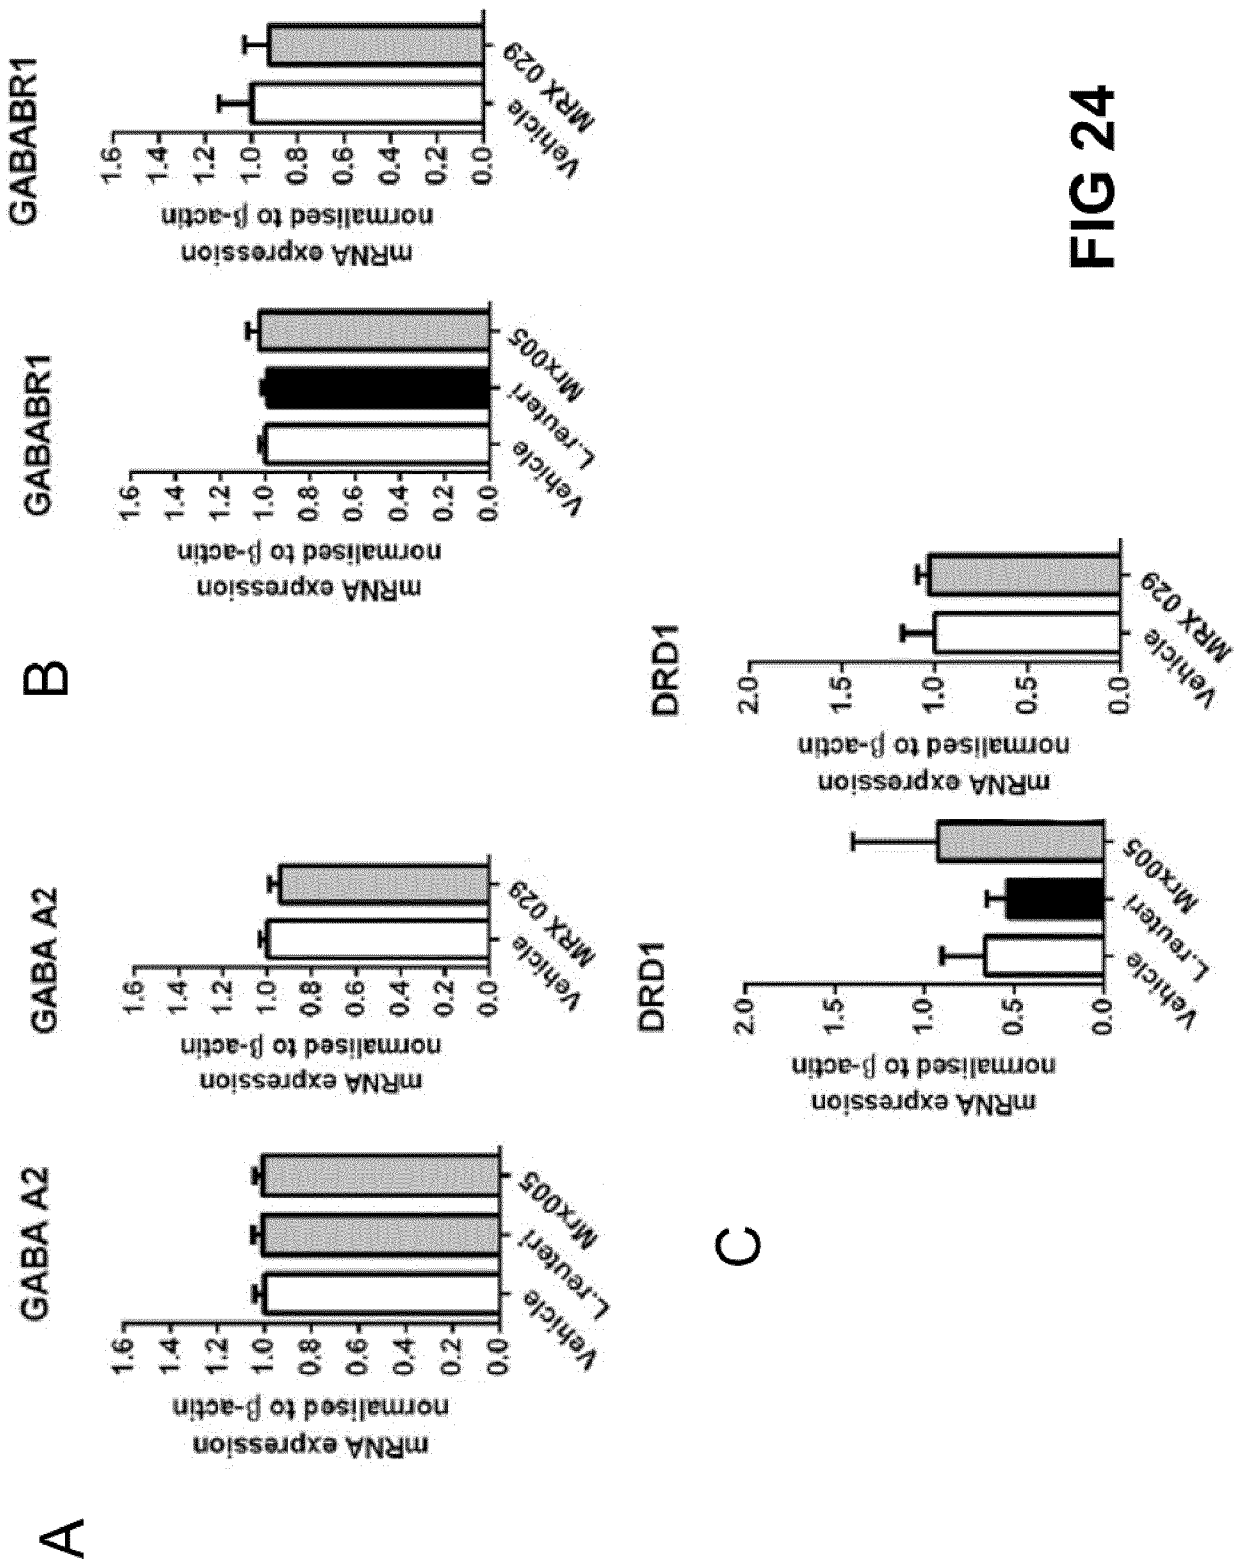 A
GABA A2
mRNA expression
normalised to β-actin
1.6
1.4
1.2
1.0
0.8
0.6
0.4
0.2
0.0
Vehicle
L.reuteri
Mrx005
GABA A2
mRNA expression
normalised to β-actin
1.6
1.4
1.2
1.0
0.8
0.6
0.4
0.2
0.0
Vehicle
MRX 029
B
GABABR1
mRNA expression
normalised to β-actin
1.6
1.4
1.2
1.0
0.8
0.6
0.4
0.2
0.0
Vehicle
L.reuteri
Mrx005
GABABR1
mRNA expression
normalised to β-actin
1.6
1.4
1.2
1.0
0.8
0.6
0.4
0.2
0.0
Vehicle
MRX 029
C
DRD1
mRNA expression
normalised to β-actin
2.0
1.5
1.0
0.5
0.0
Vehicle
L.reuteri
Mrx005
DRD1
mRNA expression
normalised to β-actin
2.0
1.5
1.0
0.5
0.0
Vehicle
MRX 029
FIG 24